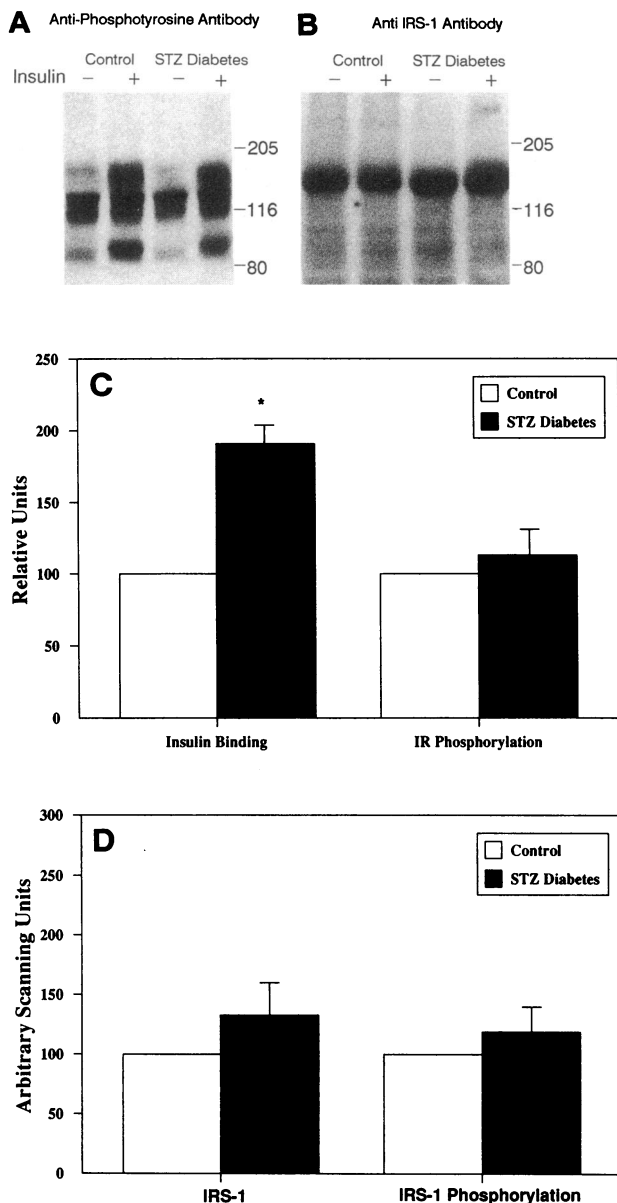 A
Anti-Phosphotyrosine Antibody
Control STZ Diabetes
Insulin − + − +
205
116
80
B
Anti IRS-1 Antibody
Control STZ Diabetes
− + − +
205
116
80
C
250
200
150
100
50
0
Relative Units
*
Control
STZ Diabetes
Insulin Binding
IR Phosphorylation
D
300
250
200
150
100
50
0
Arbitrary Scanning Units
Control
STZ Diabetes
IRS-1
IRS-1 Phosphorylation